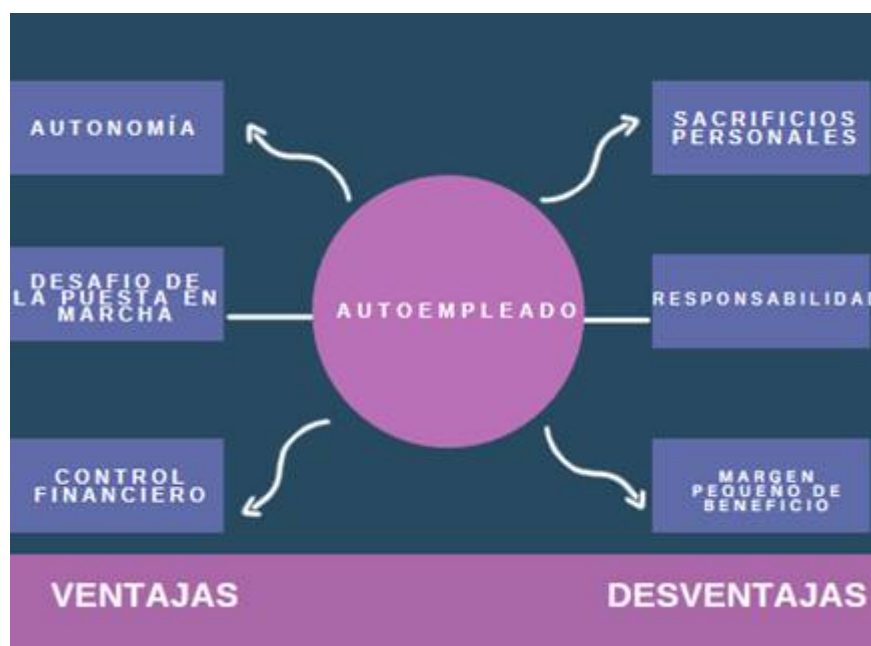 AUTONOMÍA
DESAFIO DE
LA PUESTA EN
MARCHA
CONTROL
FINANCIERO
AUTOEMPLEADO
SACRIFICIOS
PERSONALES
RESPONSABILIDAD
MARGEN
PEQUEÑO DE
BENEFICIO
VENTAJAS
DESVENTAJAS